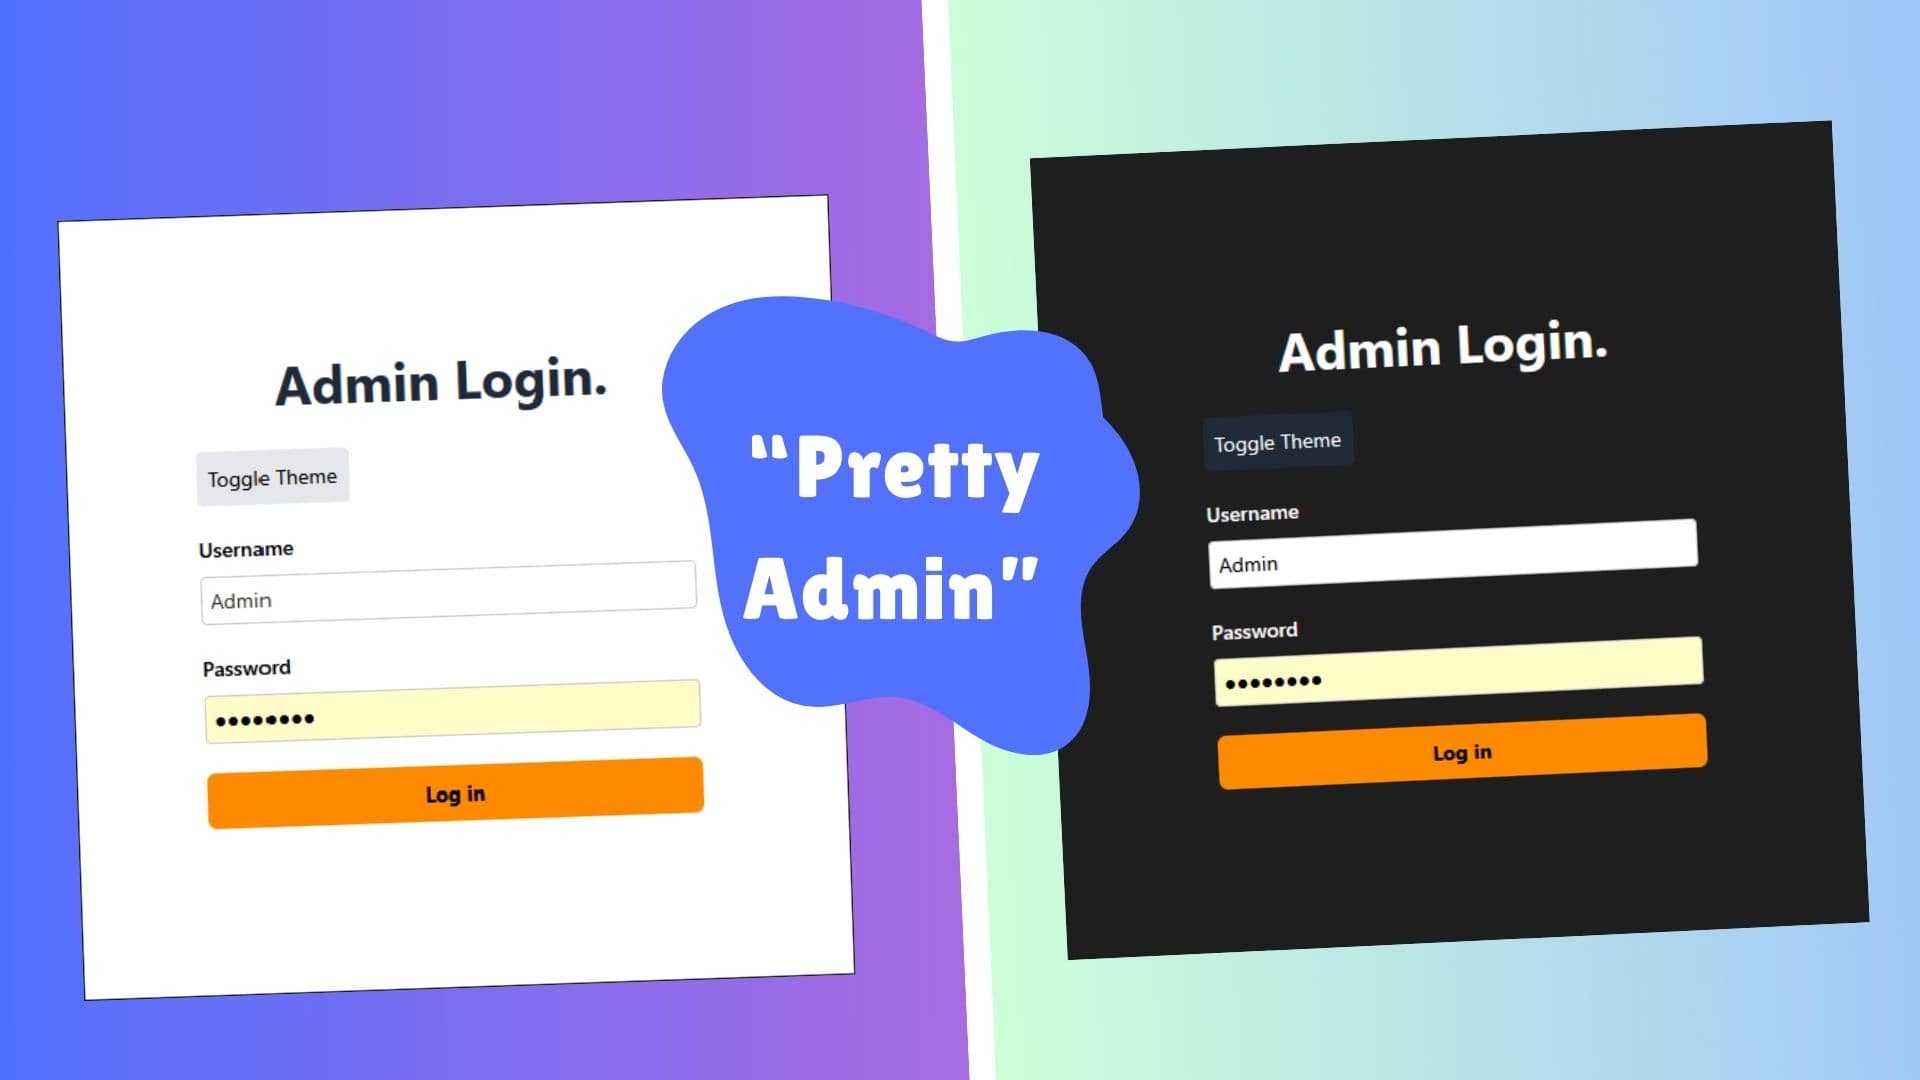 Admin Login.
Toggle Theme
Username
Admin
Password
••••••••
Log in
“Pretty
Admin”
Admin Login.
Toggle Theme
Username
Admin
Password
••••••••
Log in